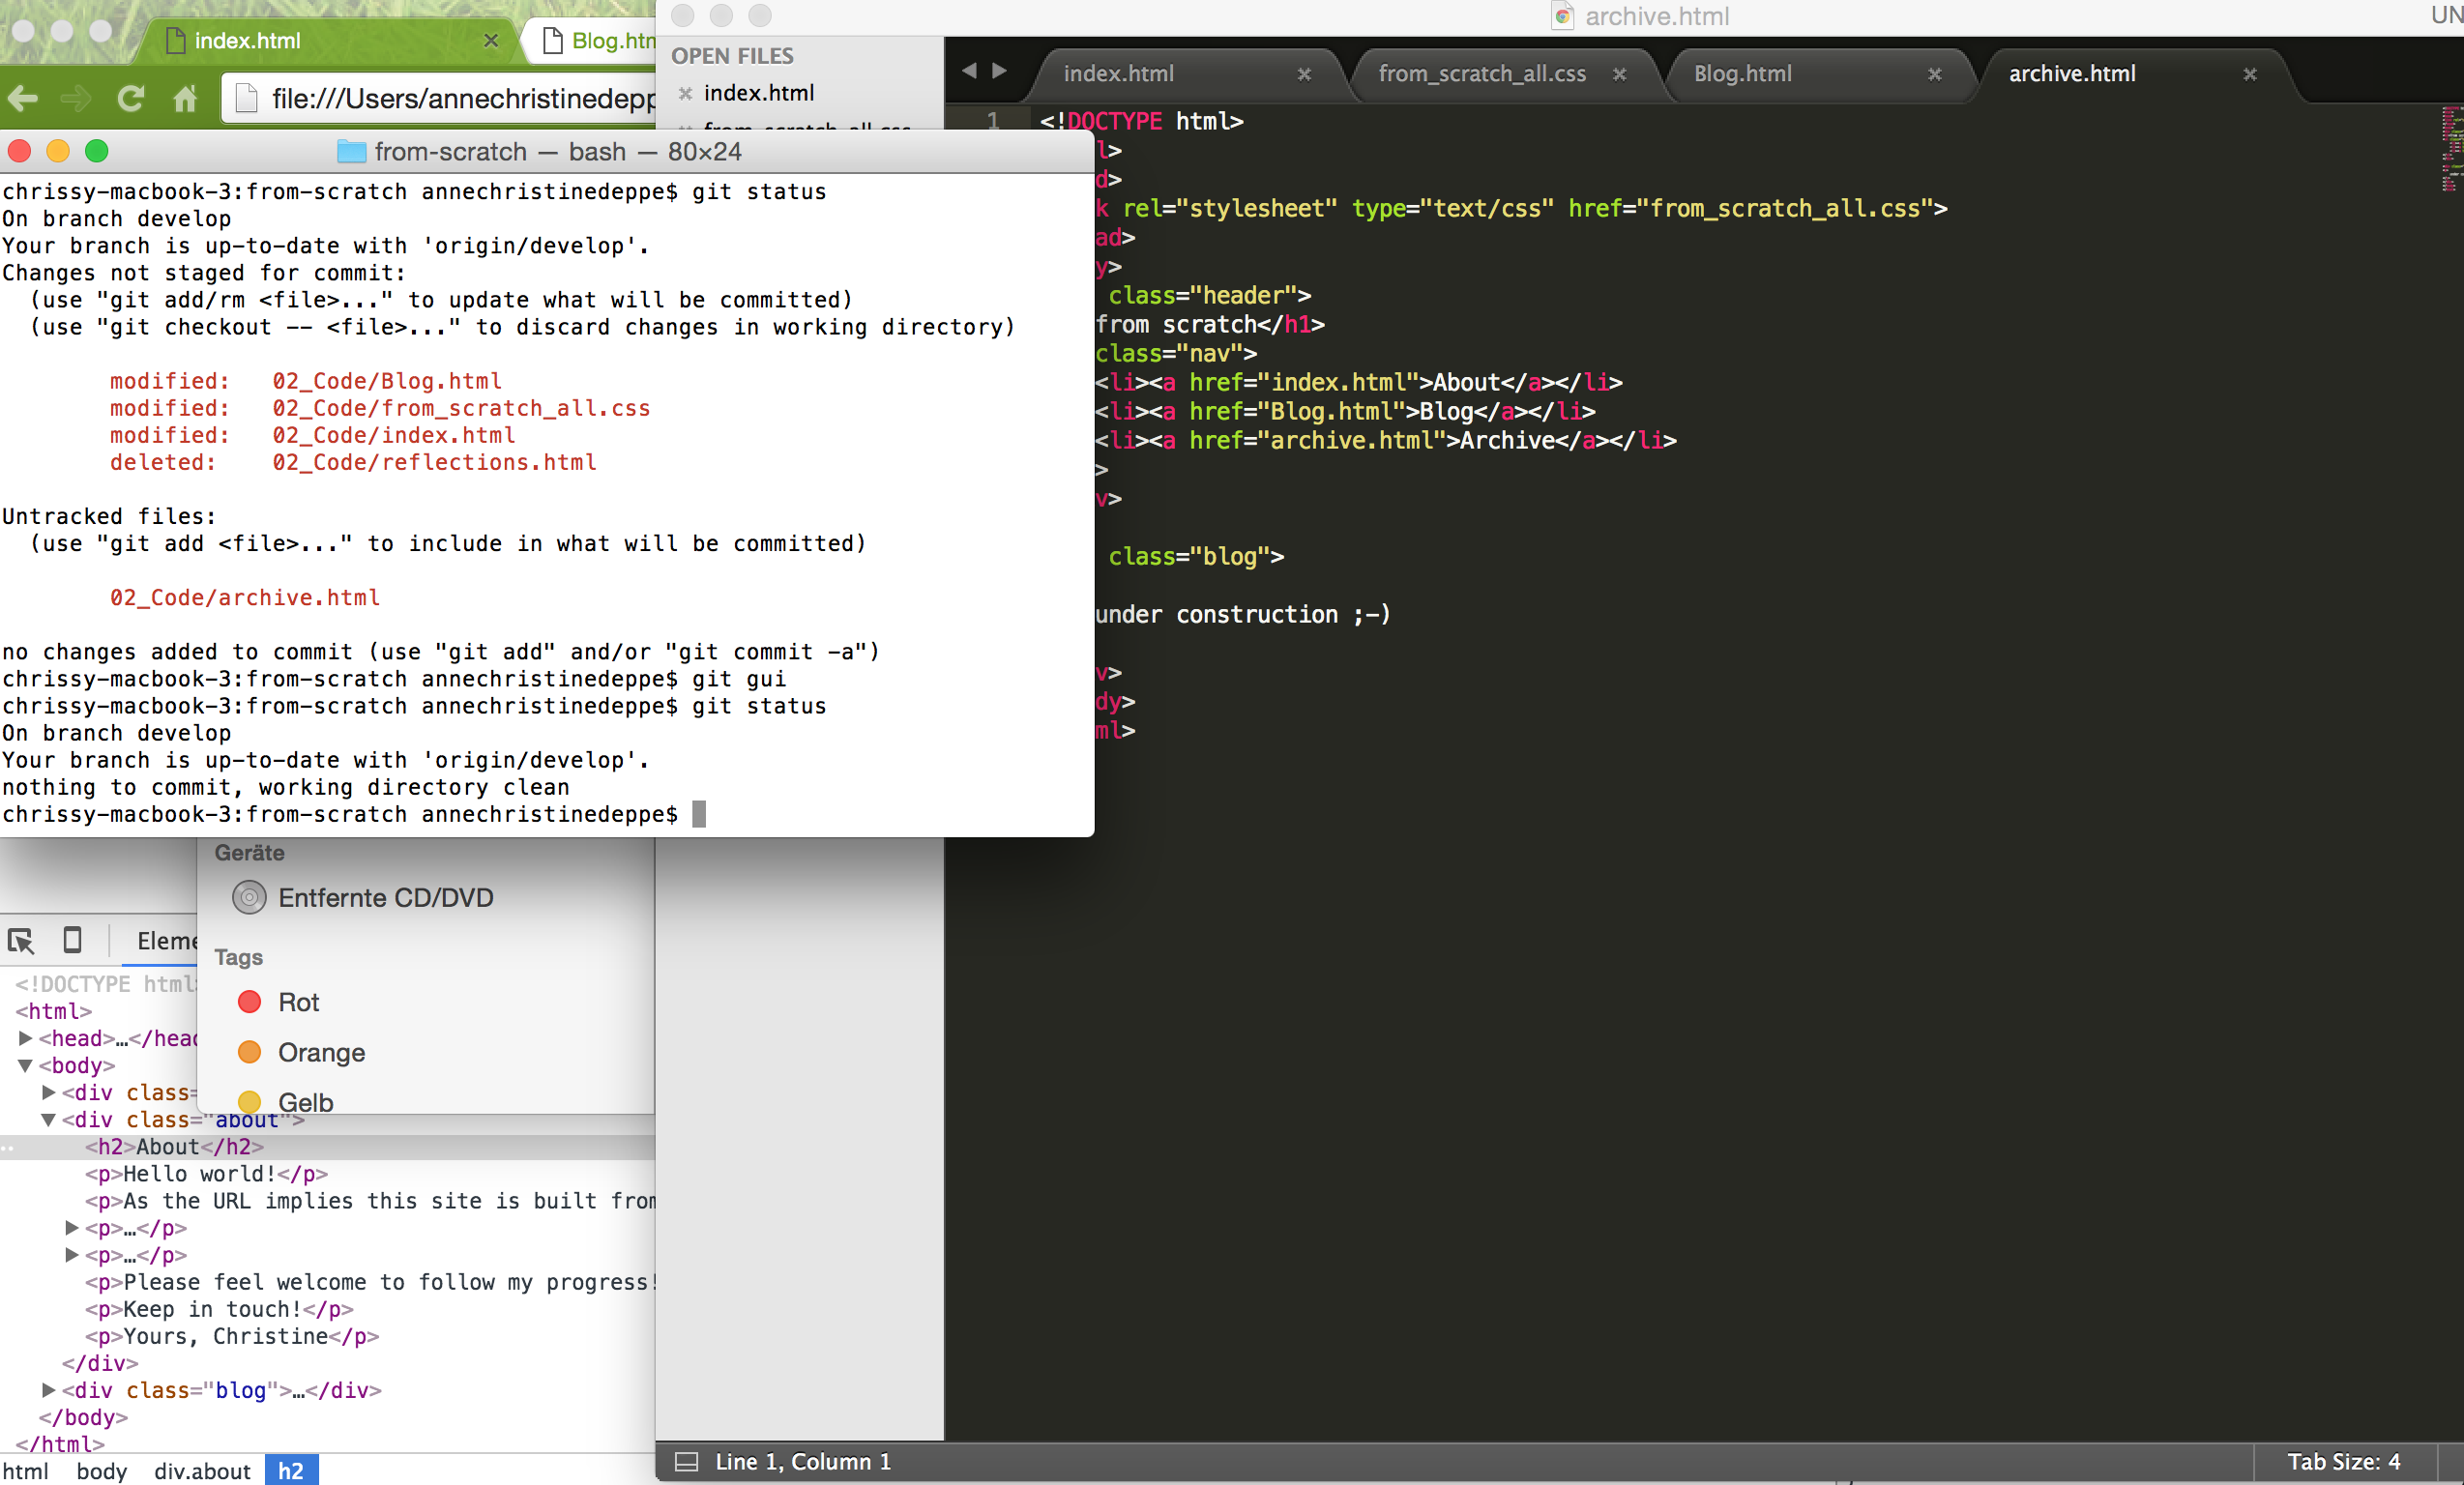 index.html
Blog.htm
file:///Users/annechristinedepp
archive.html
UN
OPEN FILES
index.html
from_scratch_all.css
index.html
from_scratch_all.css
Blog.html
archive.html
from-scratch — bash — 80×24
chrissy-macbook-3:from-scratch annechristinedeppe$ git status
On branch develop
Your branch is up-to-date with 'origin/develop'.
Changes not staged for commit:
  (use "git add/rm <file>..." to update what will be committed)
  (use "git checkout -- <file>..." to discard changes in working directory)
modified:   02_Code/Blog.html
modified:   02_Code/from_scratch_all.css
modified:   02_Code/index.html
deleted:    02_Code/reflections.html
Untracked files:
  (use "git add <file>..." to include in what will be committed)
02_Code/archive.html
no changes added to commit (use "git add" and/or "git commit -a")
chrissy-macbook-3:from-scratch annechristinedeppe$ git gui
chrissy-macbook-3:from-scratch annechristinedeppe$ git status
On branch develop
Your branch is up-to-date with 'origin/develop'.
nothing to commit, working directory clean
chrissy-macbook-3:from-scratch annechristinedeppe$
1 <!DOCTYPE html>
l>
d>
k rel="stylesheet" type="text/css" href="from_scratch_all.css">
ad>
y>
class="header">
from scratch</h1>
class="nav">
<li><a href="index.html">About</a></li>
<li><a href="Blog.html">Blog</a></li>
<li><a href="archive.html">Archive</a></li>
>
v>
class="blog">
under construction ;-)
v>
dy>
ml>
Geräte
Entfernte CD/DVD
Tags
Rot
Orange
Gelb
Eleme
<!DOCTYPE html>
<html>
<head>…</head
<body>
<div class=
<div class="about">
<h2>About</h2>
<p>Hello world!</p>
<p>As the URL implies this site is built from
<p>…</p>
<p>…</p>
<p>Please feel welcome to follow my progress!
<p>Keep in touch!</p>
<p>Yours, Christine</p>
</div>
<div class="blog">…</div>
</body>
</html>
html body div.about h2
Line 1, Column 1
Tab Size: 4